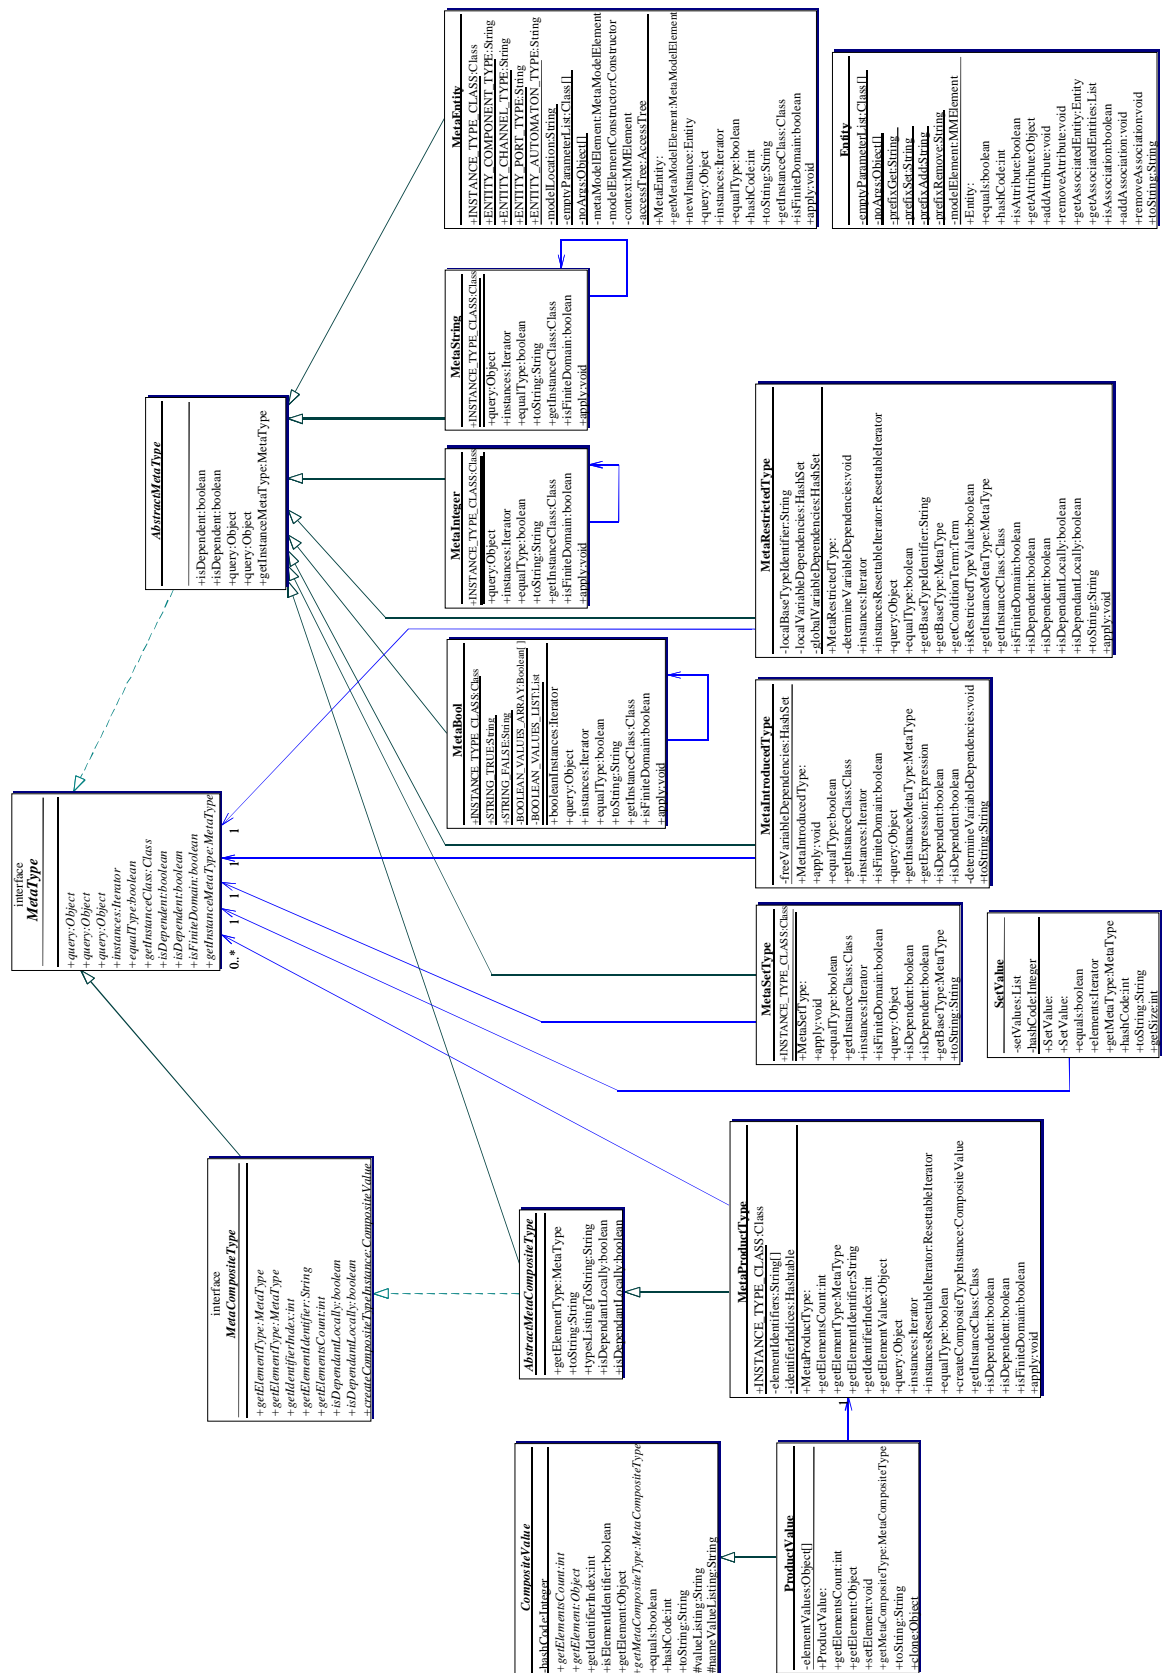 interface
MetaType
+query:Object
+query:Object
+query:Object
+instances:Iterator
+equalType:boolean
+getInstanceClass:Class
+isDependent:boolean
+isDependent:boolean
+isFiniteDomain:boolean
+getInstanceMetaType:MetaType
0..*
1
1
1
1
AbstractMetaType
+isDependent:boolean
+isDependent:boolean
+query:Object
+query:Object
+getInstanceMetaType:MetaType
interface
MetaCompositeType
+getElementType:MetaType
+getElementType:MetaType
+getIdentifierIndex:int
+getElementIdentifier:String
+getElementsCount:int
+isDependantLocally:boolean
+isDependantLocally:boolean
+createCompositeTypeInstance:CompositeValue
MetaEntity
+INSTANCE_TYPE_CLASS:Class
+ENTITY_COMPONENT_TYPE:String
+ENTITY_CHANNEL_TYPE:String
+ENTITY_PORT_TYPE:String
+ENTITY_AUTOMATON_TYPE:String
-modelLocation:String
-emptyParameterList:Class[]
-noArgs:Object[]
-metaModelElement:MetaModelElement
-modelElementConstructor:Constructor
-context:MMElement
-accessTree:AccessTree
+MetaEntity:
+getMetaModelElement:MetaModelElement
+newInstance:Entity
+query:Object
+instances:Iterator
+equalType:boolean
+hashCode:int
+toString:String
+getInstanceClass:Class
+isFiniteDomain:boolean
+apply:void
Entity
-emptyParameterList:Class[]
-noArgs:Object[]
-prefixGet:String
-prefixSet:String
-prefixAdd:String
-prefixRemove:String
-modelElement:MMElement
+Entity:
+equals:boolean
+hashCode:int
+isAttribute:boolean
+getAttribute:Object
+addAttribute:void
+removeAttribute:void
+getAssociatedEntity:Entity
+getAssociatedEntities:List
+isAssociation:boolean
+addAssociation:void
+removeAssociation:void
+toString:String
MetaString
+INSTANCE_TYPE_CLASS:Class
+query:Object
+instances:Iterator
+equalType:boolean
+toString:String
+getInstanceClass:Class
+isFiniteDomain:boolean
+apply:void
MetaInteger
+INSTANCE_TYPE_CLASS:Class
+query:Object
+instances:Iterator
+equalType:boolean
+toString:String
+getInstanceClass:Class
+isFiniteDomain:boolean
+apply:void
MetaBool
+INSTANCE_TYPE_CLASS:Class
+STRING_TRUE:String
+STRING_FALSE:String
-BOOLEAN_VALUES_ARRAY:Boolean[]
-BOOLEAN_VALUES_LIST:List
+booleanInstances:Iterator
+query:Object
+instances:Iterator
+equalType:boolean
+toString:String
+getInstanceClass:Class
+isFiniteDomain:boolean
+apply:void
MetaRestrictedType
-localBaseTypeIdentifier:String
-localVariableDependencies:HashSet
-globalVariableDependencies:HashSet
+MetaRestrictedType:
-determineVariableDependencies:void
+instances:Iterator
+instancesResettableIterator:ResettableIterator
+query:Object
+equalType:boolean
+getBaseTypeIdentifier:String
+getBaseType:MetaType
+getConditionTerm:Term
+isRestrictedTypeValue:boolean
+getInstanceMetaType:MetaType
+getInstanceClass:Class
+isFiniteDomain:boolean
+isDependent:boolean
+isDependent:boolean
+isDependantLocally:boolean
+isDependantLocally:boolean
+toString:String
+apply:void
MetaIntroducedType
-freeVariableDependencies:HashSet
+MetaIntroducedType:
+apply:void
+equalType:boolean
+getInstanceClass:Class
+instances:Iterator
+isFiniteDomain:boolean
+query:Object
+getInstanceMetaType:MetaType
+getExpression:Expression
+isDependent:boolean
+isDependent:boolean
-determineVariableDependencies:void
+toString:String
MetaSetType
+INSTANCE_TYPE_CLASS:Class
+MetaSetType:
+apply:void
+equalType:boolean
+getInstanceClass:Class
+instances:Iterator
+isFiniteDomain:boolean
+query:Object
+isDependent:boolean
+isDependent:boolean
+getBaseType:MetaType
+toString:String
SetValue
-setValues:List
-hashCode:Integer
+SetValue:
+SetValue:
+equals:boolean
+elements:Iterator
+getMetaType:MetaType
+hashCode:int
+toString:String
+getSize:int
AbstractMetaCompositeType
+getElementType:MetaType
+toString:String
+typesListingToString:String
+isDependantLocally:boolean
+isDependantLocally:boolean
MetaProductType
+INSTANCE_TYPE_CLASS:Class
-elementIdentifiers:String[]
-identifierIndices:Hashtable
+MetaProductType:
+getElementsCount:int
+getElementType:MetaType
+getElementIdentifier:String
+getIdentifierIndex:int
+getElementValue:Object
+query:Object
+instances:Iterator
+instancesResettable:Iterator:ResettableIterator
+equalType:boolean
+createCompositeTypeInstance:CompositeValue
+getInstanceClass:Class
+isDependent:boolean
+isDependent:boolean
+isFiniteDomain:boolean
+apply:void
1
CompositeValue
-hashCode:Integer
+getElementsCount:int
+getElement:Object
+getIdentifierIndex:int
+isElementIdentifier:boolean
+getElement:Object
+getMetaCompositeType:MetaCompositeType
+equals:boolean
+hashCode:int
+toString:String
#valueListing:String
#nameValueListing:String
ProductValue
-elementValues:Object[]
+ProductValue:
+getElementsCount:int
+getElement:Object
+setElement:void
+getMetaCompositeType:MetaCompositeType
+toString:String
+clone:Object